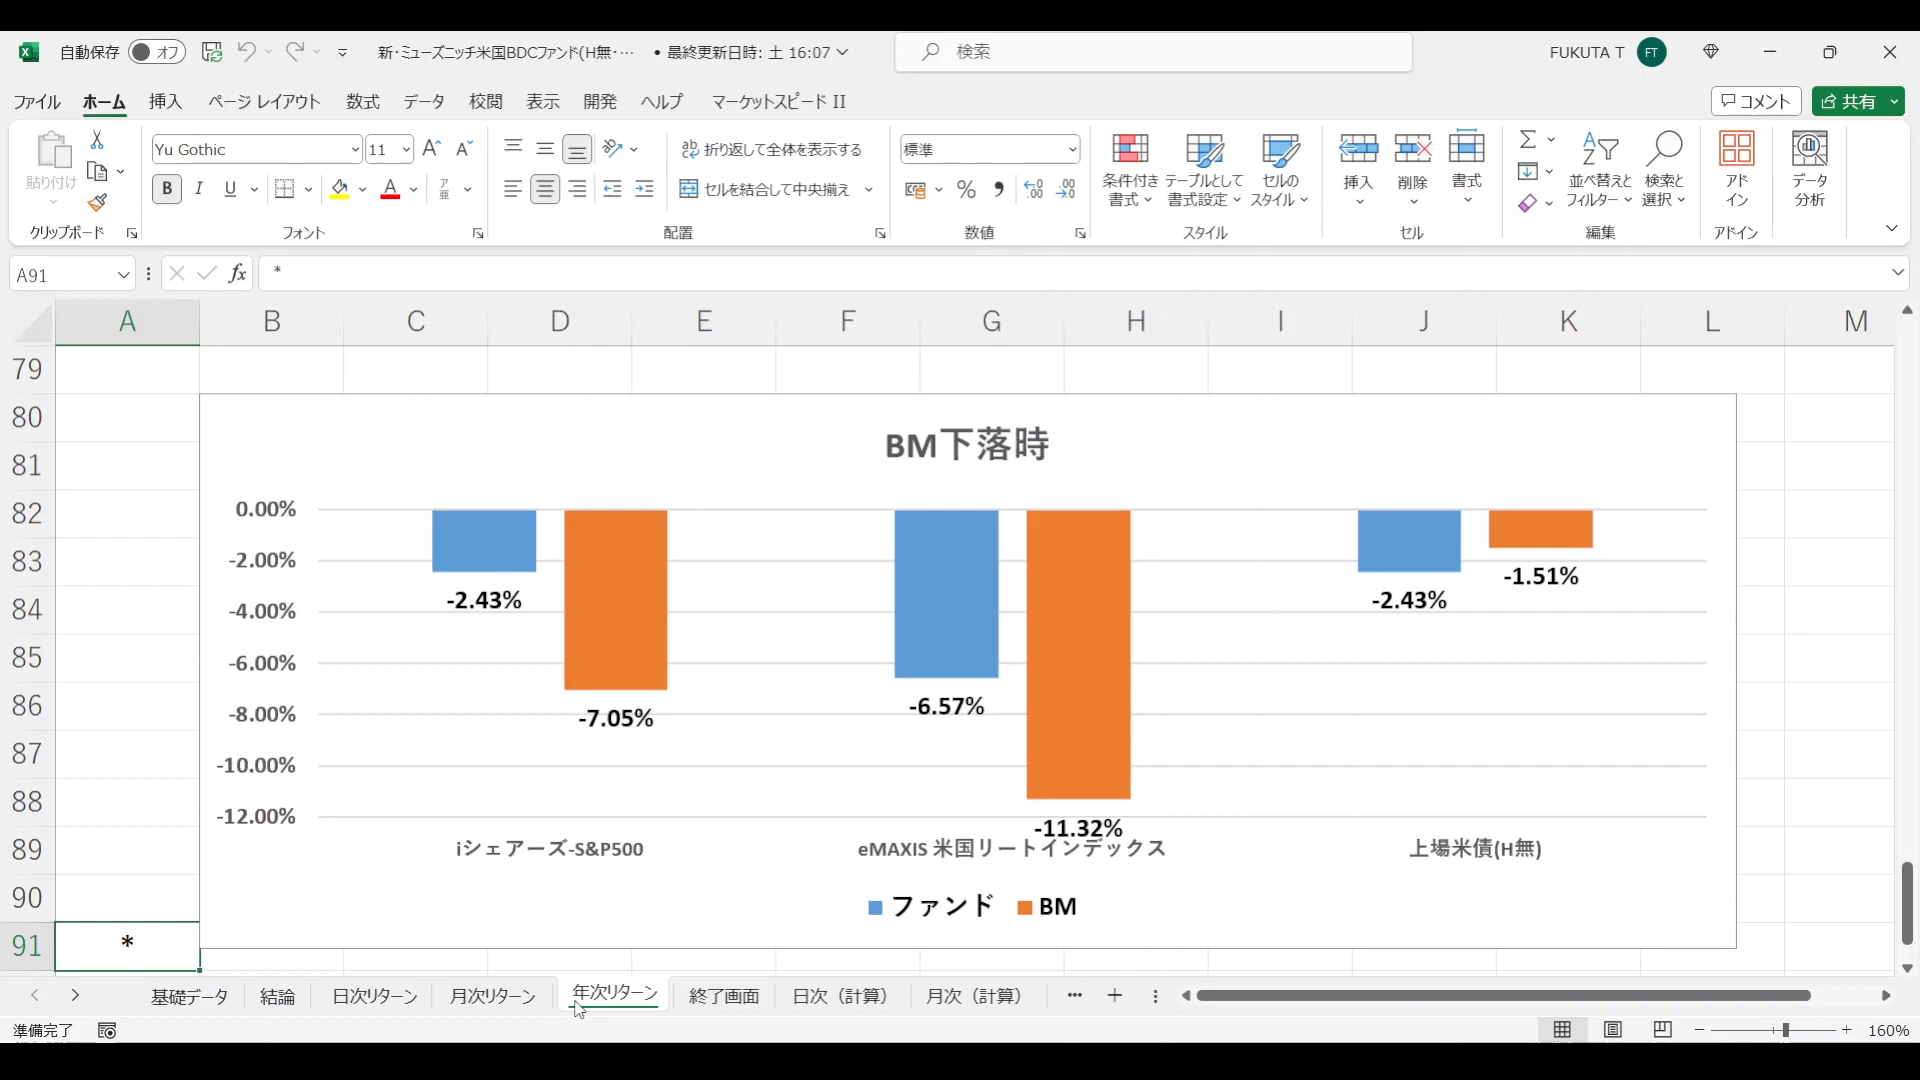 自動保存 オフ 新・ミューズニッチ米国BDCファンド(H無・… • 最終更新日時: 土 16:07 検索 FUKUTA T FT
ファイル ホーム 挿入 ページ レイアウト 数式 データ 校閲 表示 開発 ヘルプ マーケットスピード II コメント 共有
貼り付け
クリップボード
Yu Gothic 11
B I U A ア亜
フォント
ab 折り返して全体を表示する
セルを結合して中央揃え
配置
標準
% 9 .00
数値
条件付き書式 テーブルとして書式設定 セルのスタイル
スタイル
挿入 削除 書式
セル
並べ替えとフィルター 検索と選択
編集
アドイン
アドイン
データ分析
A91 fx *
A B C D E F G H I J K L M
79
80
81
82
83
84
85
86
87
88
89
90
91 *
BM下落時
0.00%
-2.00%
-4.00%
-6.00%
-8.00%
-10.00%
-12.00%
-2.43% -7.05% -6.57% -11.32% -2.43% -1.51%
iシェアーズ-S&P500 eMAXIS 米国リートインデックス 上場米債(H無)
ファンド BM
基礎データ 結論 日次リターン 月次リターン 年次リターン 終了画面 日次（計算） 月次（計算） … +
準備完了 160%